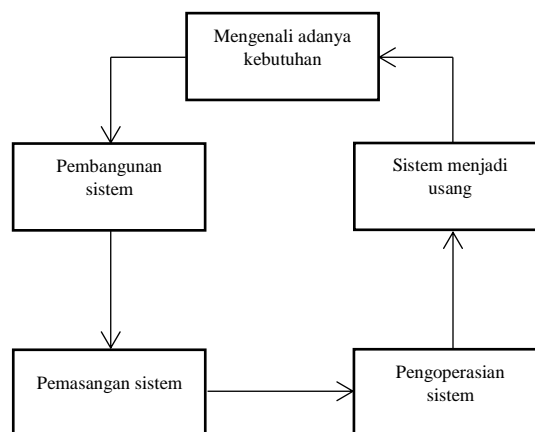 Mengenali adanya
kebutuhan
Pembangunan
sistem
Sistem menjadi
usang
Pemasangan sistem
Pengoperasian
sistem